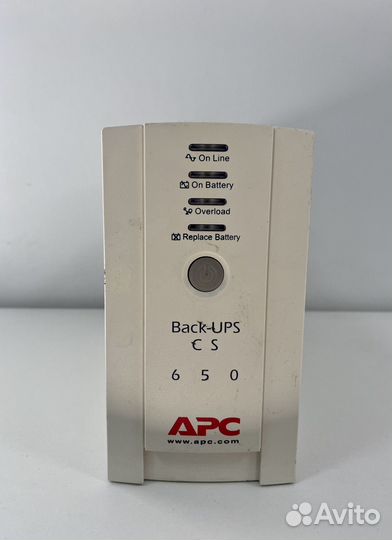 On Line
On Battery
Overload
Replace Battery
Back-UPS
CS
650
APC
www.apc.com
Avito